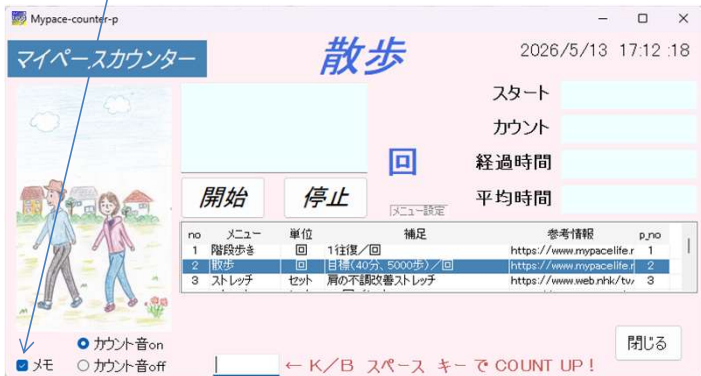 Mypace-counter-p
マイペースカウンター
散歩
2026/5/13 17:12 :18
スタート
カウント
回
経過時間
開始
停止
メニュー設定
平均時間
no メニュー 単位 補足 参考情報 p_no
1 階段歩き 回 1往復/回 https://www.mypacelife.r 1
2 散歩 回 目標(40分、5000歩)/回 https://www.mypacelife.r 2
3 ストレッチ セット 肩の不調改善ストレッチ https://www.web.nhk/tv/ 3
カウント音on
閉じる
メモ
カウント音off
← K/B スペース キー で COUNT UP!